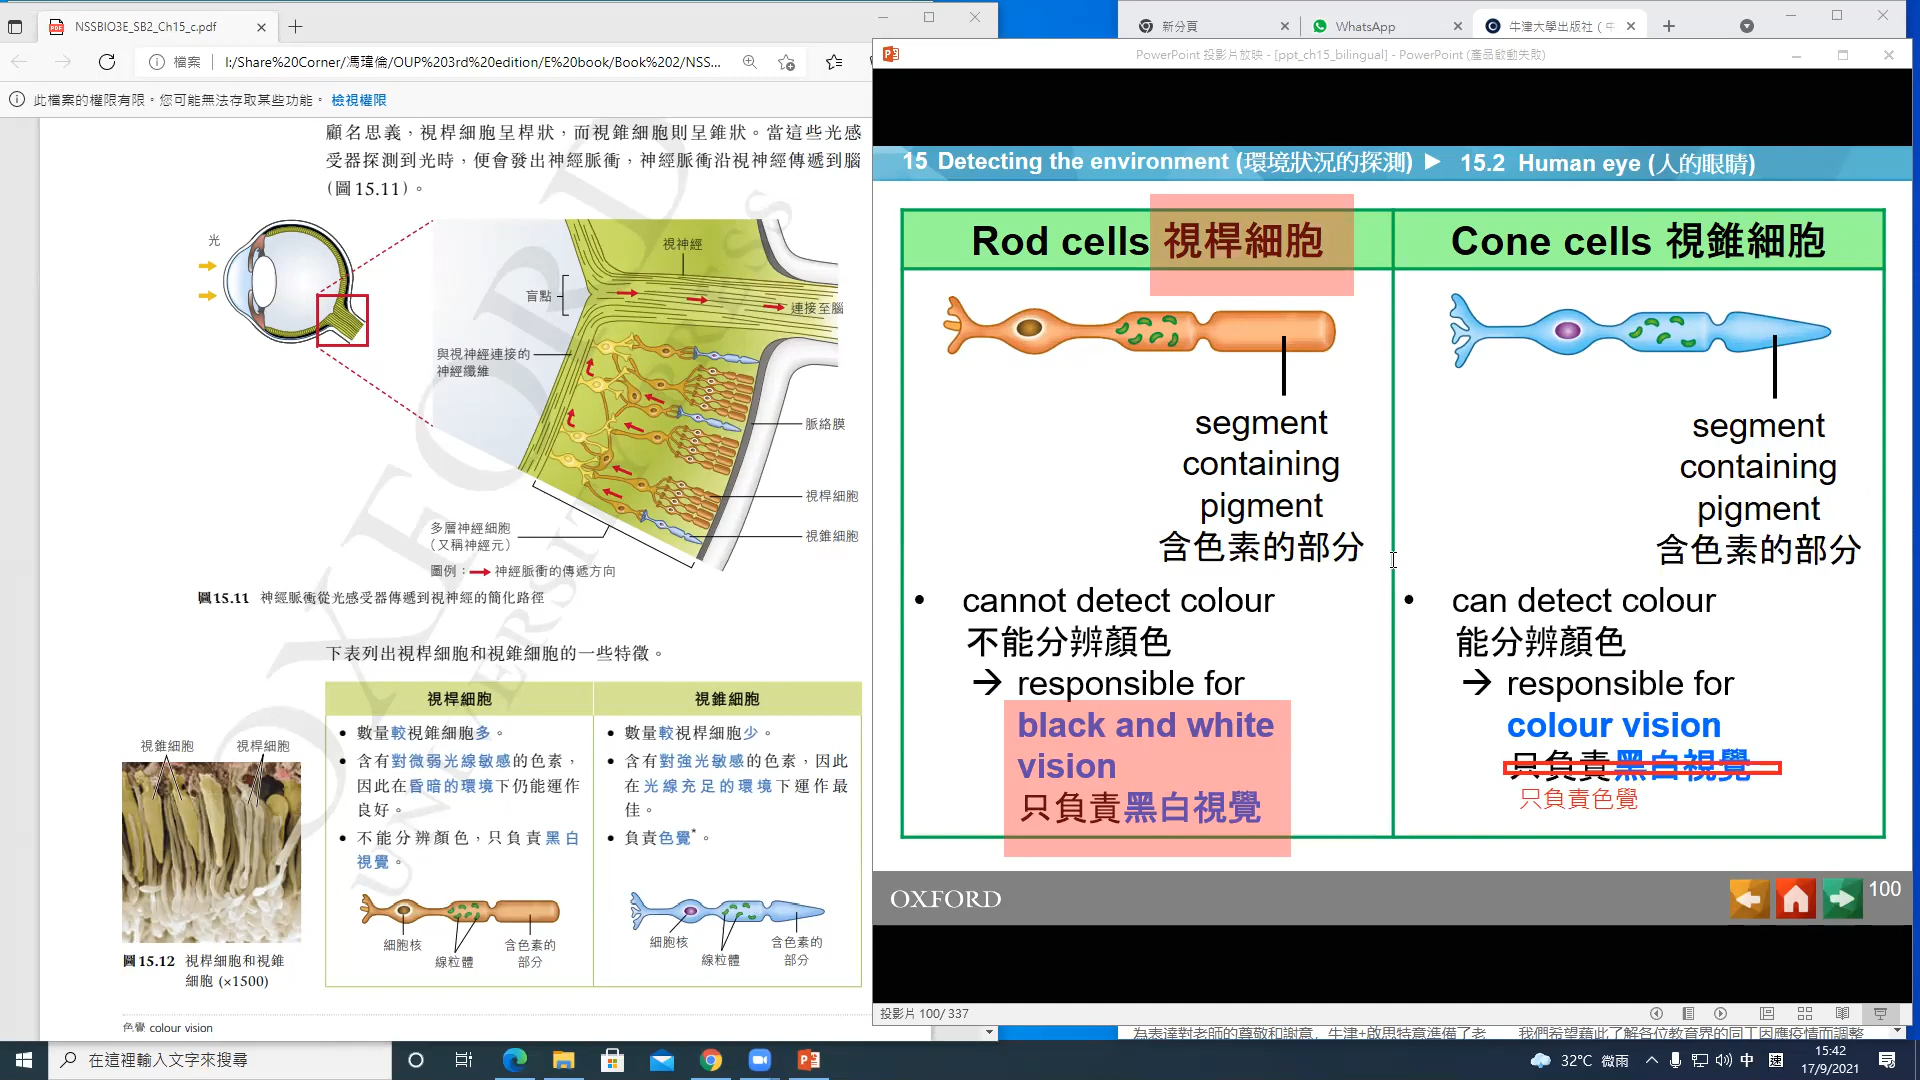 NSSBIO3E_SB2_Ch15_c.pdf
檔案
I:/Share%20Corner/馮瑋倫/OUP%203rd%20edition/E%20book/Book%202/NSS...
此檔案的權限有限。您可能無法存取某些功能。 檢視權限
顧名思義，視桿細胞呈桿狀，而視錐細胞則呈錐狀。當這些光感
受器探測到光時，便會發出神經脈衝，神經脈衝沿視神經傳遞到腦
(圖15.11)。
光
視神經
盲點
連接至腦
與視神經連接的
神經纖維
脈絡膜
視桿細胞
多層神經細胞
(又稱神經元)
視錐細胞
圖例：神經脈衝的傳遞方向
圖15.11 神經脈衝從光感受器傳遞到視神經的簡化路徑
下表列出視桿細胞和視錐細胞的一些特徵。
視桿細胞
• 數量較視錐細胞多。
• 含有對微弱光線敏感的色素，
因此在昏暗的環境下仍能運作
良好。
• 不能分辨顏色，只負責黑白
視覺。
細胞核
線粒體
含色素的
部分
視錐細胞
• 數量較視桿細胞少。
• 含有對強光敏感的色素，因此
在光線充足的環境下運作最
佳。
• 負責色覺*。
細胞核
線粒體
含色素的
部分
視錐細胞 視桿細胞
圖15.12 視桿細胞和視錐
細胞 (×1500)
色覺 colour vision
OXFORD
UNIVERSITY PRESS
新分頁
WhatsApp
牛津大學出版社 ( 中
PowerPoint 投影片放映 - [ppt_ch15_bilingual] - PowerPoint (產品啟動失敗)
15 Detecting the environment (環境狀況的探測) ► 15.2 Human eye (人的眼睛)
Rod cells 視桿細胞
segment
containing
pigment
含色素的部分
• cannot detect colour
不能分辨顏色
→ responsible for
black and white
vision
只負責黑白視覺
Cone cells 視錐細胞
segment
containing
pigment
含色素的部分
• can detect colour
能分辨顏色
→ responsible for
colour vision
只負責黑白視覺
只負責色覺
OXFORD
100
投影片 100/ 337
為表達對老師的尊敬和謝意，牛津+啟思特意準備了老
我們希望藉此了解各位教育界的同工因應疫情而調整
在這裡輸入文字來搜尋
32°C 微雨
中
速
15:42
17/9/2021